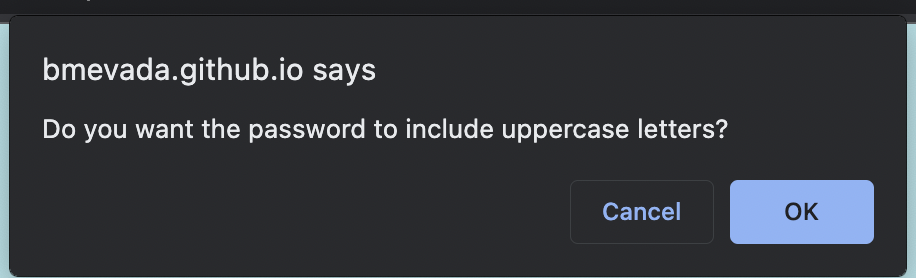 bmevada.github.io says
Do you want the password to include uppercase letters?
Cancel
OK